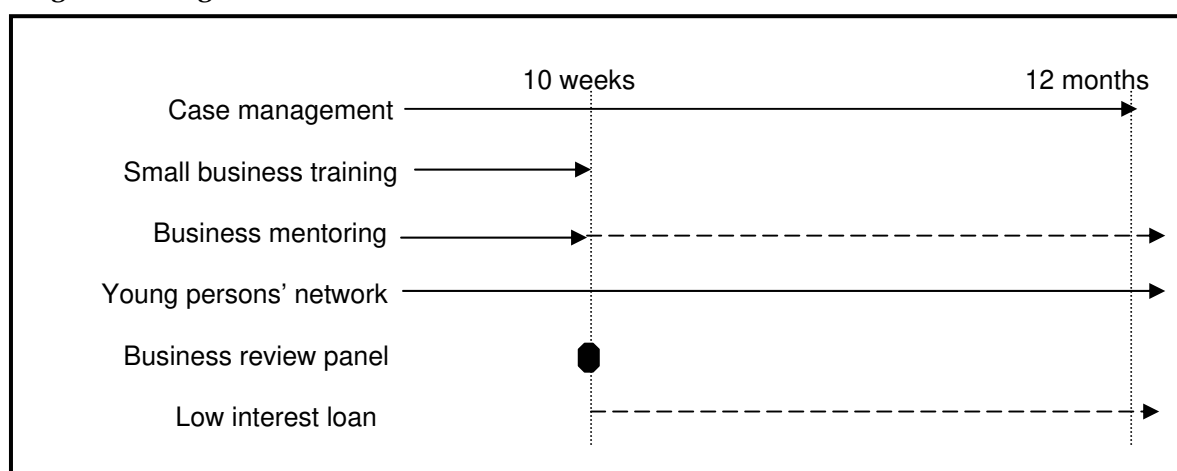 10 weeks 12 months
Case management
Small business training
Business mentoring
Young persons’ network
Business review panel
Low interest loan